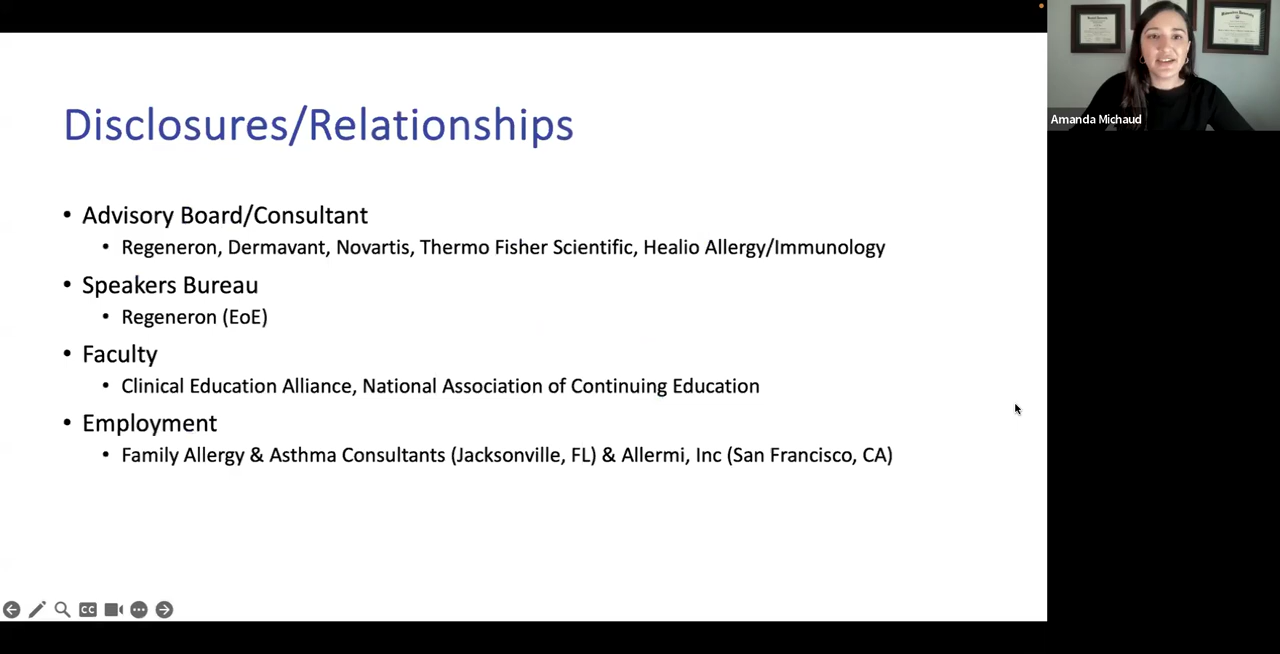 Disclosures/Relationships
• Advisory Board/Consultant
• Regeneron, Dermavant, Novartis, Thermo Fisher Scientific, Healio Allergy/Immunology
• Speakers Bureau
• Regeneron (EoE)
• Faculty
• Clinical Education Alliance, National Association of Continuing Education
• Employment
• Family Allergy & Asthma Consultants (Jacksonville, FL) & Allermi, Inc (San Francisco, CA)
Amanda Michaud
CC